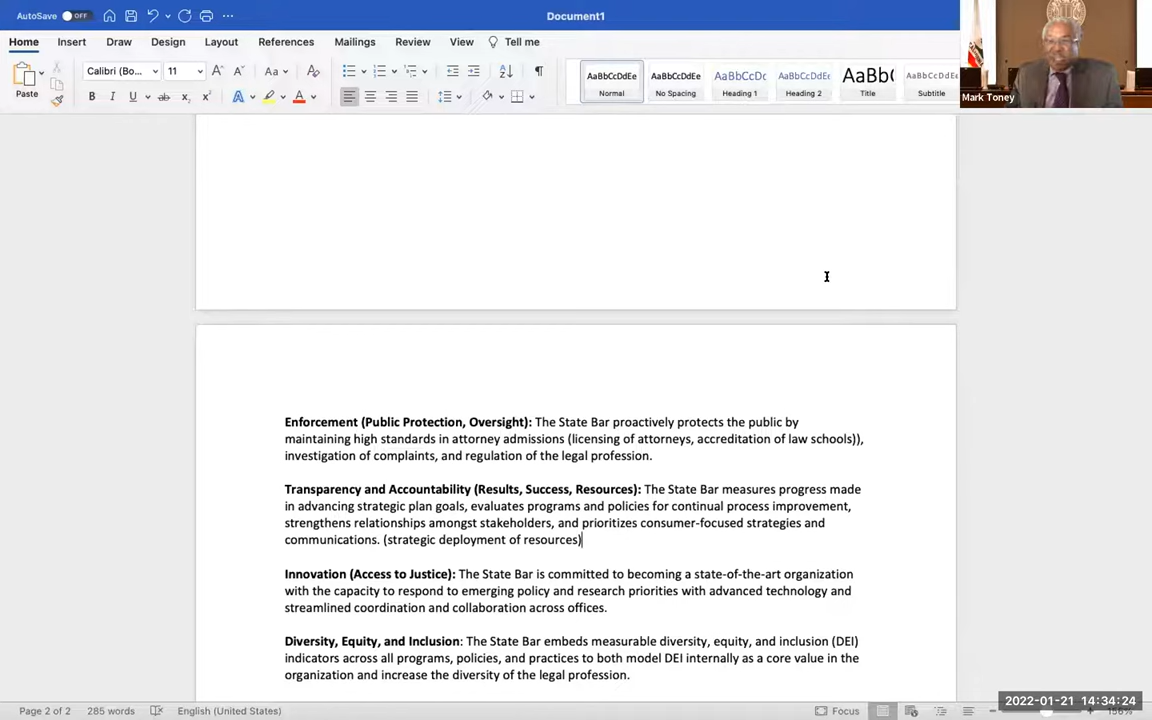 AutoSave OFF Document1
Home Insert Draw Design Layout References Mailings Review View Tell me
Paste Calibri (Bo... 11 Aa AaBbCcDdEe AaBbCcDdEe AaBbCcDc AaBbCcDdEe AaBb( AaBbCcDdEe
B I U ab x₂ x² A A Normal No Spacing Heading 1 Heading 2 Title Subtitle
Mark Toney
Enforcement (Public Protection, Oversight): The State Bar proactively protects the public by
maintaining high standards in attorney admissions (licensing of attorneys, accreditation of law schools)),
investigation of complaints, and regulation of the legal profession.
Transparency and Accountability (Results, Success, Resources): The State Bar measures progress made
in advancing strategic plan goals, evaluates programs and policies for continual process improvement,
strengthens relationships amongst stakeholders, and prioritizes consumer-focused strategies and
communications. (strategic deployment of resources)
Innovation (Access to Justice): The State Bar is committed to becoming a state-of-the-art organization
with the capacity to respond to emerging policy and research priorities with advanced technology and
streamlined coordination and collaboration across offices.
Diversity, Equity, and Inclusion: The State Bar embeds measurable diversity, equity, and inclusion (DEI)
indicators across all programs, policies, and practices to both model DEI internally as a core value in the
organization and increase the diversity of the legal profession.
2022-01-21 14:34:24
Page 2 of 2 285 words English (United States) Focus 156%